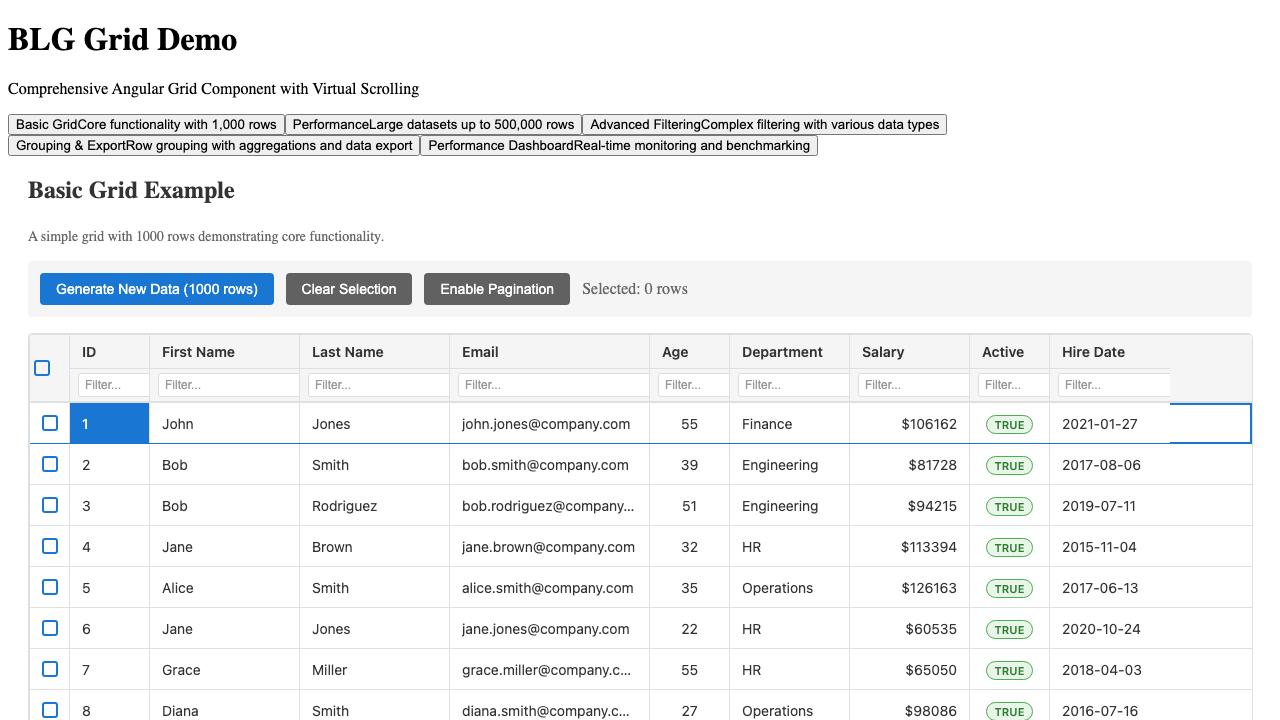 BLG Grid Demo
Comprehensive Angular Grid Component with Virtual Scrolling
Basic GridCore functionality with 1,000 rows PerformanceLarge datasets up to 500,000 rows Advanced FilteringComplex filtering with various data types
Grouping & ExportRow grouping with aggregations and data export Performance DashboardReal-time monitoring and benchmarking
Basic Grid Example
A simple grid with 1000 rows demonstrating core functionality.
Generate New Data (1000 rows) Clear Selection Enable Pagination Selected: 0 rows
ID First Name Last Name Email Age Department Salary Active Hire Date
Filter... Filter... Filter... Filter... Filter... Filter... Filter... Filter... Filter...
1 John Jones john.jones@company.com 55 Finance $106162 TRUE 2021-01-27
2 Bob Smith bob.smith@company.com 39 Engineering $81728 TRUE 2017-08-06
3 Bob Rodriguez bob.rodriguez@company... 51 Engineering $94215 TRUE 2019-07-11
4 Jane Brown jane.brown@company.com 32 HR $113394 TRUE 2015-11-04
5 Alice Smith alice.smith@company.com 35 Operations $126163 TRUE 2017-06-13
6 Jane Jones jane.jones@company.com 22 HR $60535 TRUE 2020-10-24
7 Grace Miller grace.miller@company.c... 55 HR $65050 TRUE 2018-04-03
8 Diana Smith diana.smith@company.c... 27 Operations $98086 TRUE 2016-07-16